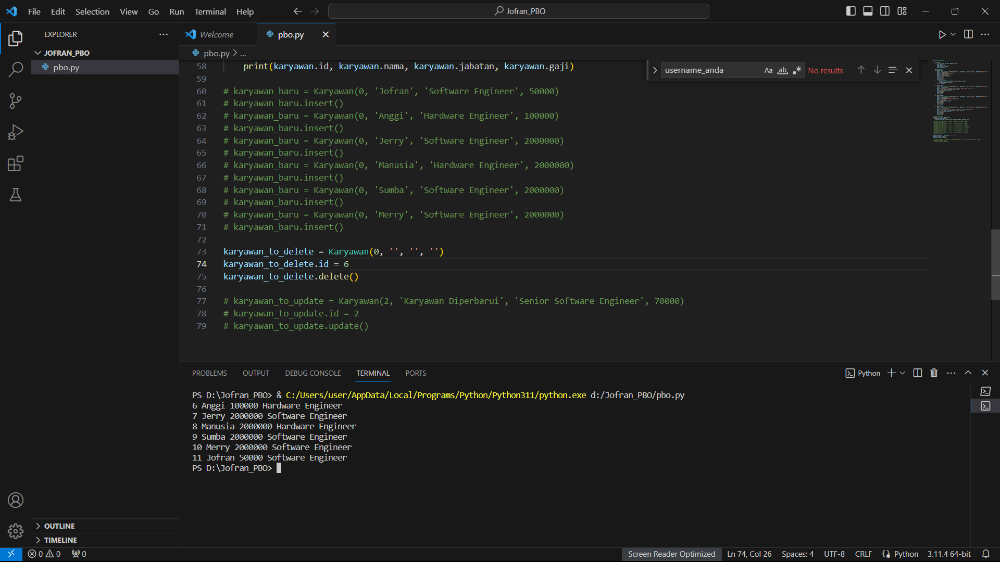 File Edit Selection View Go Run Terminal Help
Jofran_PBO
EXPLORER
JOFRAN_PBO
pbo.py
OUTLINE
TIMELINE
Welcome
pbo.py
pbo.py > ...
username_anda Aa ab, .* No results
58 print(karyawan.id, karyawan.nama, karyawan.jabatan, karyawan.gaji)
59
60 # karyawan_baru = Karyawan(0, 'Jofran', 'Software Engineer', 50000)
61 # karyawan_baru.insert()
62 # karyawan_baru = Karyawan(0, 'Anggi', 'Hardware Engineer', 100000)
63 # karyawan_baru.insert()
64 # karyawan_baru = Karyawan(0, 'Jerry', 'Software Engineer', 2000000)
65 # karyawan_baru.insert()
66 # karyawan_baru = Karyawan(0, 'Manusia', 'Hardware Engineer', 2000000)
67 # karyawan_baru.insert()
68 # karyawan_baru = Karyawan(0, 'Sumba', 'Software Engineer', 2000000)
69 # karyawan_baru.insert()
70 # karyawan_baru = Karyawan(0, 'Merry', 'Software Engineer', 2000000)
71 # karyawan_baru.insert()
72
73 karyawan_to_delete = Karyawan(0, '', '', '')
74 karyawan_to_delete.id = 6
75 karyawan_to_delete.delete()
76
77 # karyawan_to_update = Karyawan(2, 'Karyawan Diperbarui', 'Senior Software Engineer', 70000)
78 # karyawan_to_update.id = 2
79 # karyawan_to_update.update()
PROBLEMS OUTPUT DEBUG CONSOLE TERMINAL PORTS
Python
PS D:\Jofran_PBO> & C:/Users/user/AppData/Local/Programs/Python/Python311/python.exe d:/Jofran_PBO/pbo.py
6 Anggi 100000 Hardware Engineer
7 Jerry 2000000 Software Engineer
8 Manusia 2000000 Hardware Engineer
9 Sumba 2000000 Software Engineer
10 Merry 2000000 Software Engineer
11 Jofran 50000 Software Engineer
PS D:\Jofran_PBO>
0 0 0 Screen Reader Optimized Ln 74, Col 26 Spaces: 4 UTF-8 CRLF Python 3.11.4 64-bit